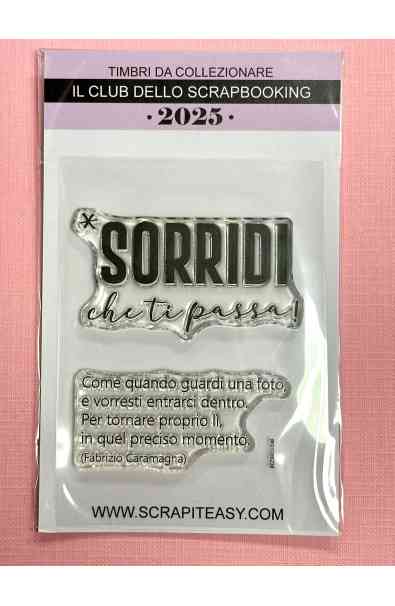 TIMBRI DA COLLEZIONARE
IL CLUB DELLO SCRAPBOOKING
• 2025 •
* SORRIDI
che ti passa!
Come quando guardi una foto,
e vorresti entrarci dentro.
Per tornare proprio lì,
in quel preciso momento.
(Fabrizio Caramagna)
WWW.SCRAPITEASY.COM